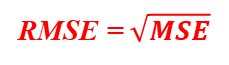 RMSE = √MSE